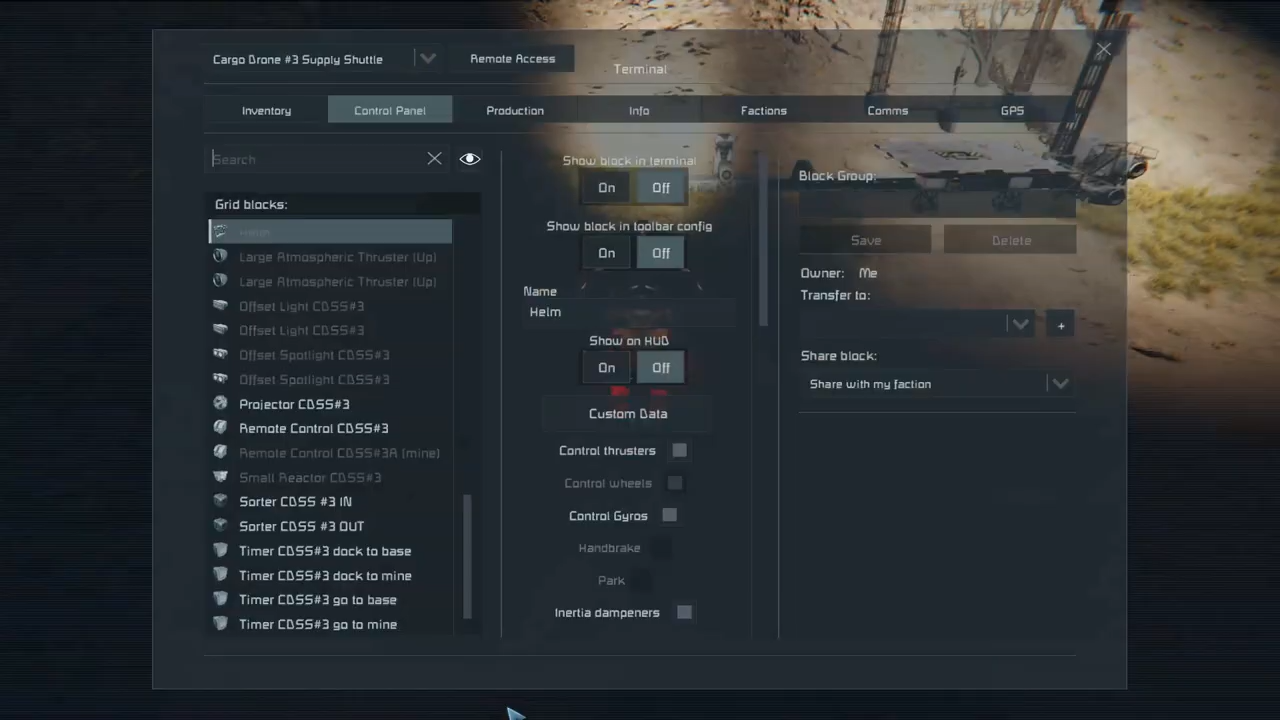 Cargo Drone #3 Supply Shuttle
Remote Access
Terminal
Inventory
Control Panel
Production
Info
Factions
Comms
GPS
Search
Grid blocks:
Helm
Large Atmospheric Thruster (Up)
Large Atmospheric Thruster (Up)
Offset Light CDSS#3
Offset Light CDSS#3
Offset Spotlight CDSS#3
Offset Spotlight CDSS#3
Projector CDSS#3
Remote Control CDSS#3
Remote Control CDSS#3A (mine)
Small Reactor CDSS#3
Sorter CDSS #3 IN
Sorter CDSS #3 OUT
Timer CDSS#3 dock to base
Timer CDSS#3 dock to mine
Timer CDSS#3 go to base
Timer CDSS#3 go to mine
Show block in terminal
On Off
Show block in toolbar config
On Off
Name
Helm
Show on HUD
On Off
Custom Data
Control thrusters
Control wheels
Control Gyros
Handbrake
Park
Inertia dampeners
Block Group:
Save
Delete
Owner: Me
Transfer to:
+
Share block:
Share with my faction